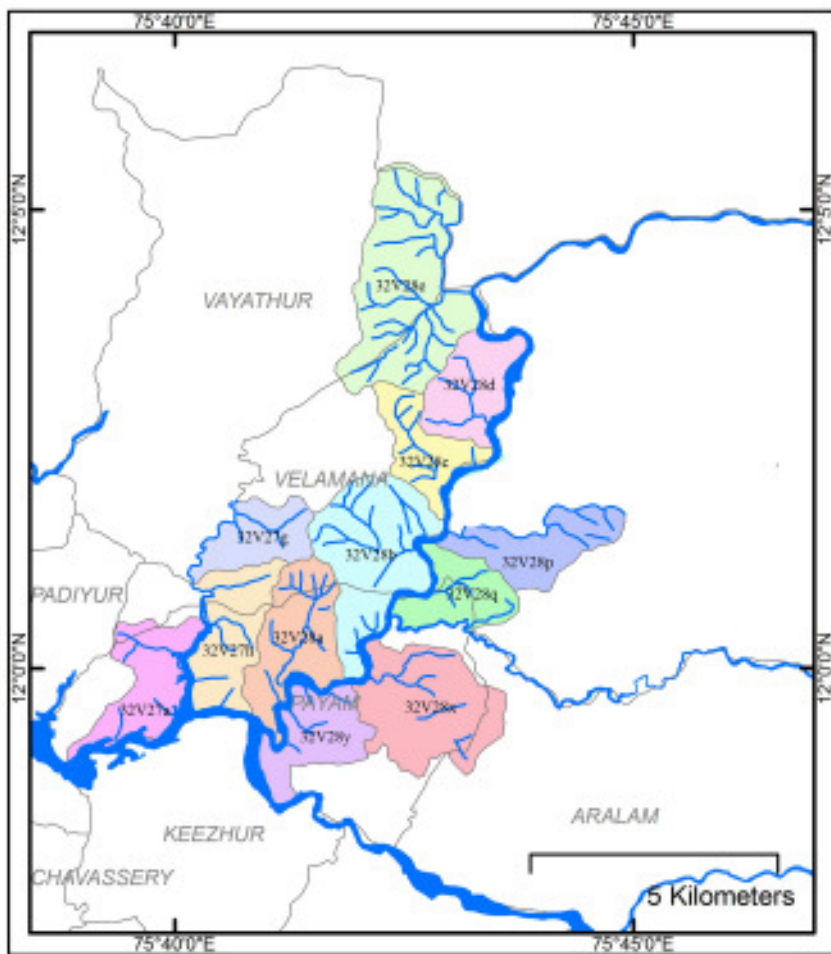 75°40'0"E
75°45'0"E
12°5'0"N
12°5'0"N
32V28e
VAYATHUR
32V28d
32V28c
VELAMANA
32V27g
32V28b
32V28p
PADIYUR
32V28q
32V28a
12°0'0"N
12°0'0"N
PAYAM
32V28x
32V28y
KEEZHUR
ARALAM
CHAVASSERY
5 Kilometers
75°40'0"E
75°45'0"E